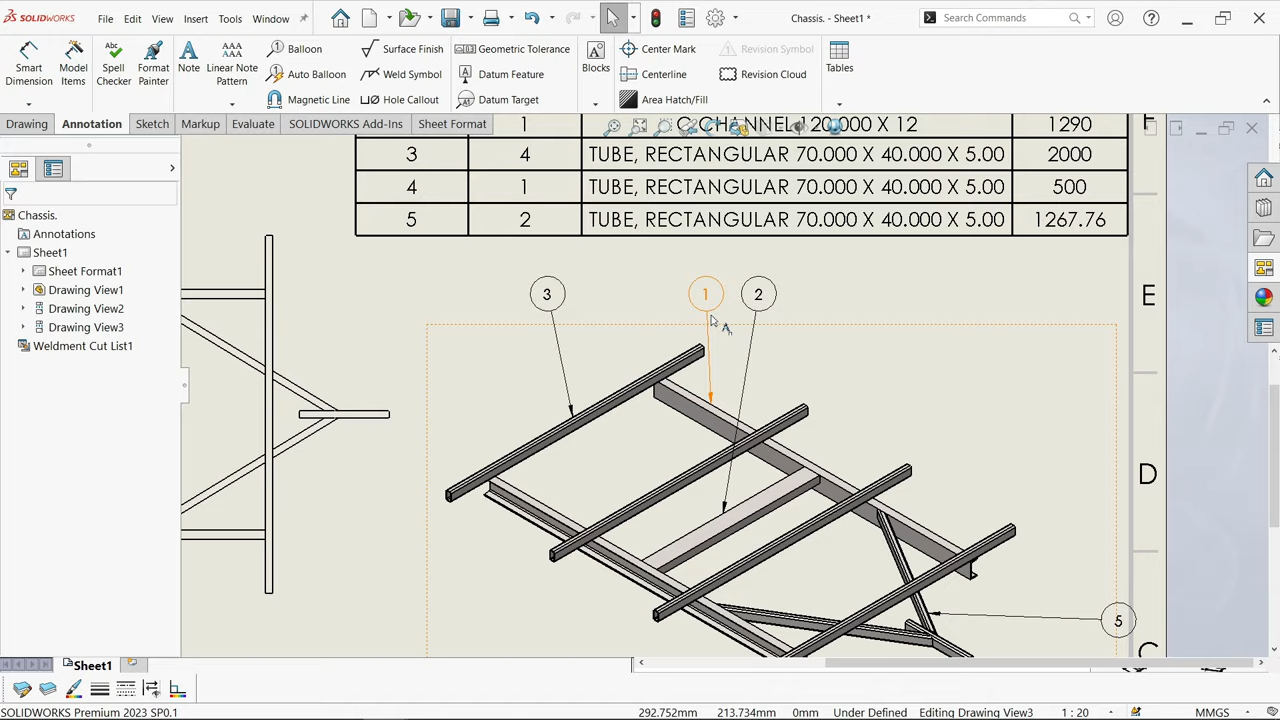 SOLIDWORKS File Edit View Insert Tools Window Chassis. - Sheet1 * Search Commands
Smart Dimension
Model Items
Spell Checker
Format Painter
Note
Linear Note Pattern
Balloon
Auto Balloon
Magnetic Line
Surface Finish
Weld Symbol
Hole Callout
Geometric Tolerance
Datum Feature
Datum Target
Blocks
Center Mark
Centerline
Area Hatch/Fill
Revision Symbol
Revision Cloud
Tables
Drawing Annotation Sketch Markup Evaluate SOLIDWORKS Add-Ins Sheet Format
1 C CHANNEL 120.000 X 12 1290
3 4 TUBE, RECTANGULAR 70.000 X 40.000 X 5.00 2000
4 1 TUBE, RECTANGULAR 70.000 X 40.000 X 5.00 500
5 2 TUBE, RECTANGULAR 70.000 X 40.000 X 5.00 1267.76
Chassis.
Annotations
Sheet1
Sheet Format1
Drawing View1
Drawing View2
Drawing View3
Weldment Cut List1
3 1 2
5
F
E
D
C
Sheet1
SOLIDWORKS Premium 2023 SP0.1 292.752mm 213.734mm 0mm Under Defined Editing Drawing View3 1 : 20 MMGS